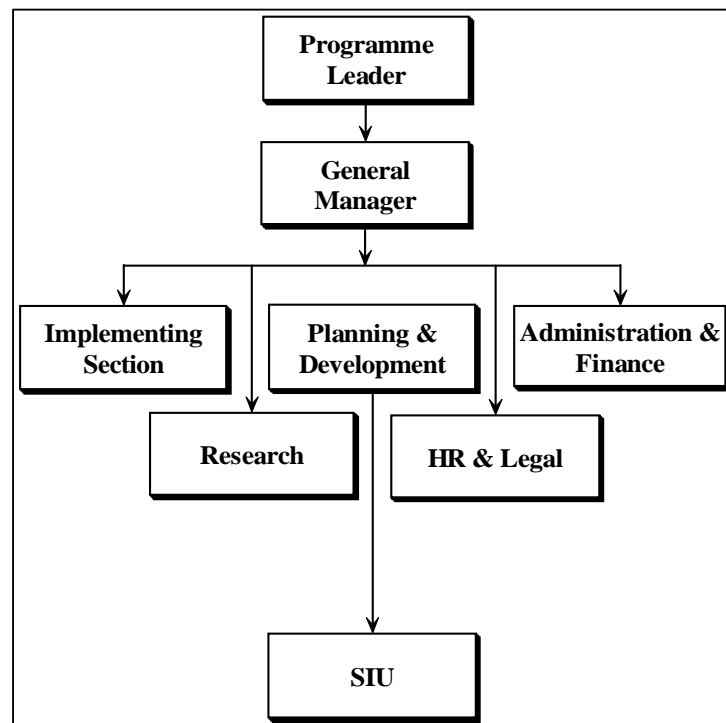 Programme
Leader
General
Manager
Implementing
Section
Planning &
Development
Administration &
Finance
Research
HR & Legal
SIU